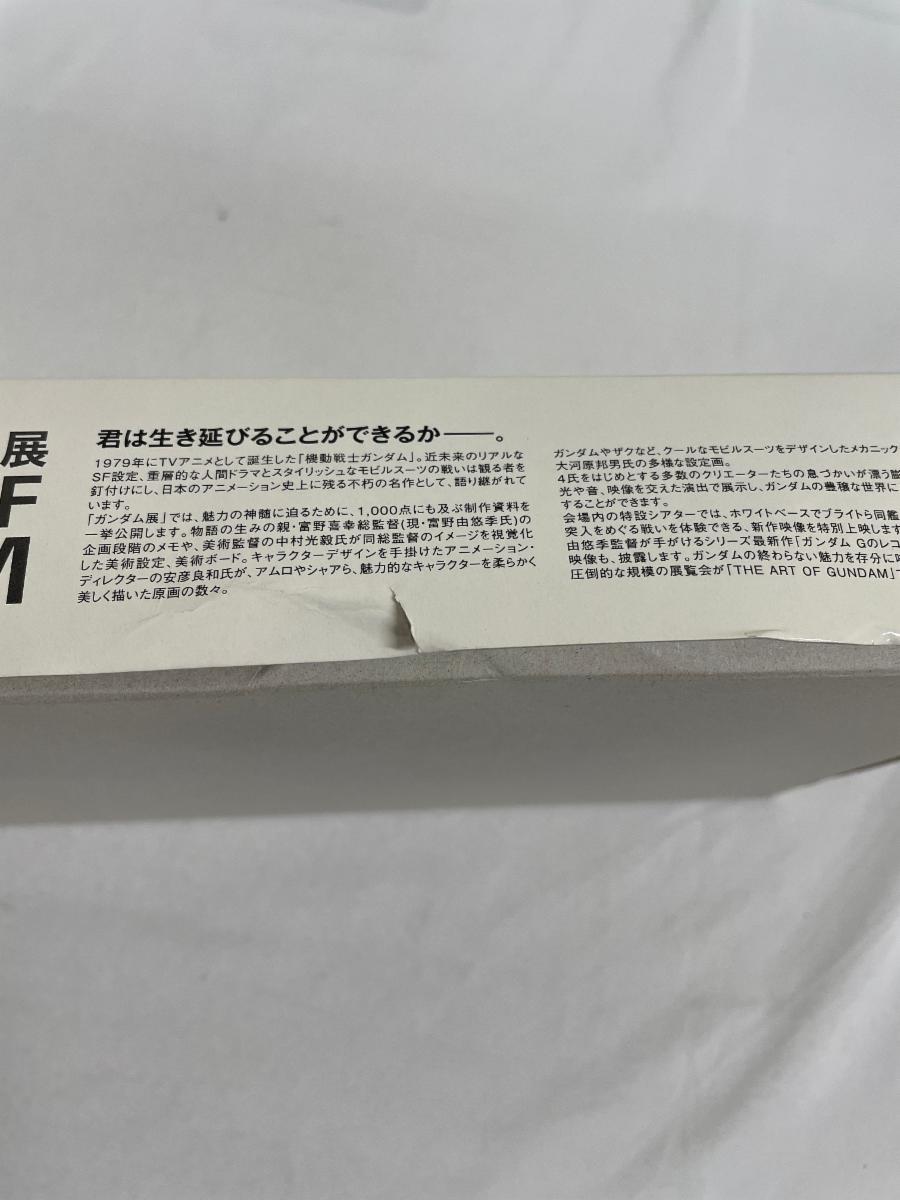 展
F
M
君は生き延びることができるか――。
1979年にTVアニメとして誕生した「機動戦士ガンダム」。近未来のリアルな
SF設定、重層的な人間ドラマとスタイリッシュなモビルスーツの戦いは観る者を
釘付けにし、日本のアニメーション史上に残る不朽の名作として、語り継がれて
います。
「ガンダム展」では、魅力の神髄に迫るために、1,000点にも及ぶ制作資料を
一挙公開します。物語の生みの親・富野喜幸総監督(現・富野由悠季氏)の
企画段階のメモや、美術監督の中村光毅氏が同総監督のイメージを視覚化
した美術設定、美術ボード。キャラクターデザインを手掛けたアニメーション・
ディレクターの安彦良和氏が、アムロやシャアら、魅力的なキャラクターを柔らかく
美しく描いた原画の数々。
ガンダムやザクなど、クールなモビルスーツをデザインしたメカニック
大河原邦男氏の多様な設定画。
4氏をはじめとする多数のクリエーターたちの息づかいが漂う
光や音、映像を交えた演出で展示し、ガンダムの豊穣な世界に
することができます。
会場内の特設シアターでは、ホワイトベースでブライトら同艦
突入をめぐる戦いを体験できる、新作映像を特別上映します
由悠季監督が手がけるシリーズ最新作「ガンダム Gのレコ
映像も、披露します。ガンダムの終わらない魅力を存分に
圧倒的な規模の展覧会が「THE ART OF GUNDAM」